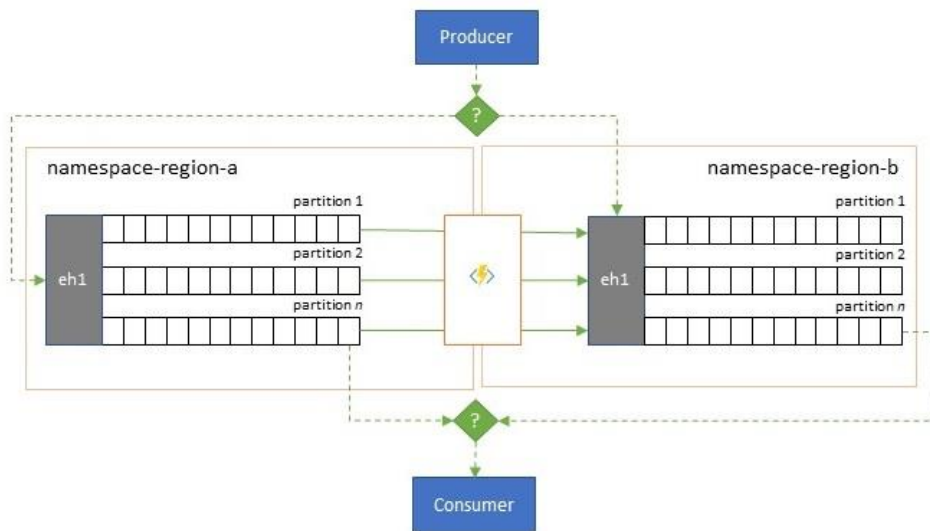 Producer
?
namespace-region-a
namespace-region-b
partition 1
partition 1
partition 2
partition 2
eh1
eh1
partition n
partition n
?
Consumer